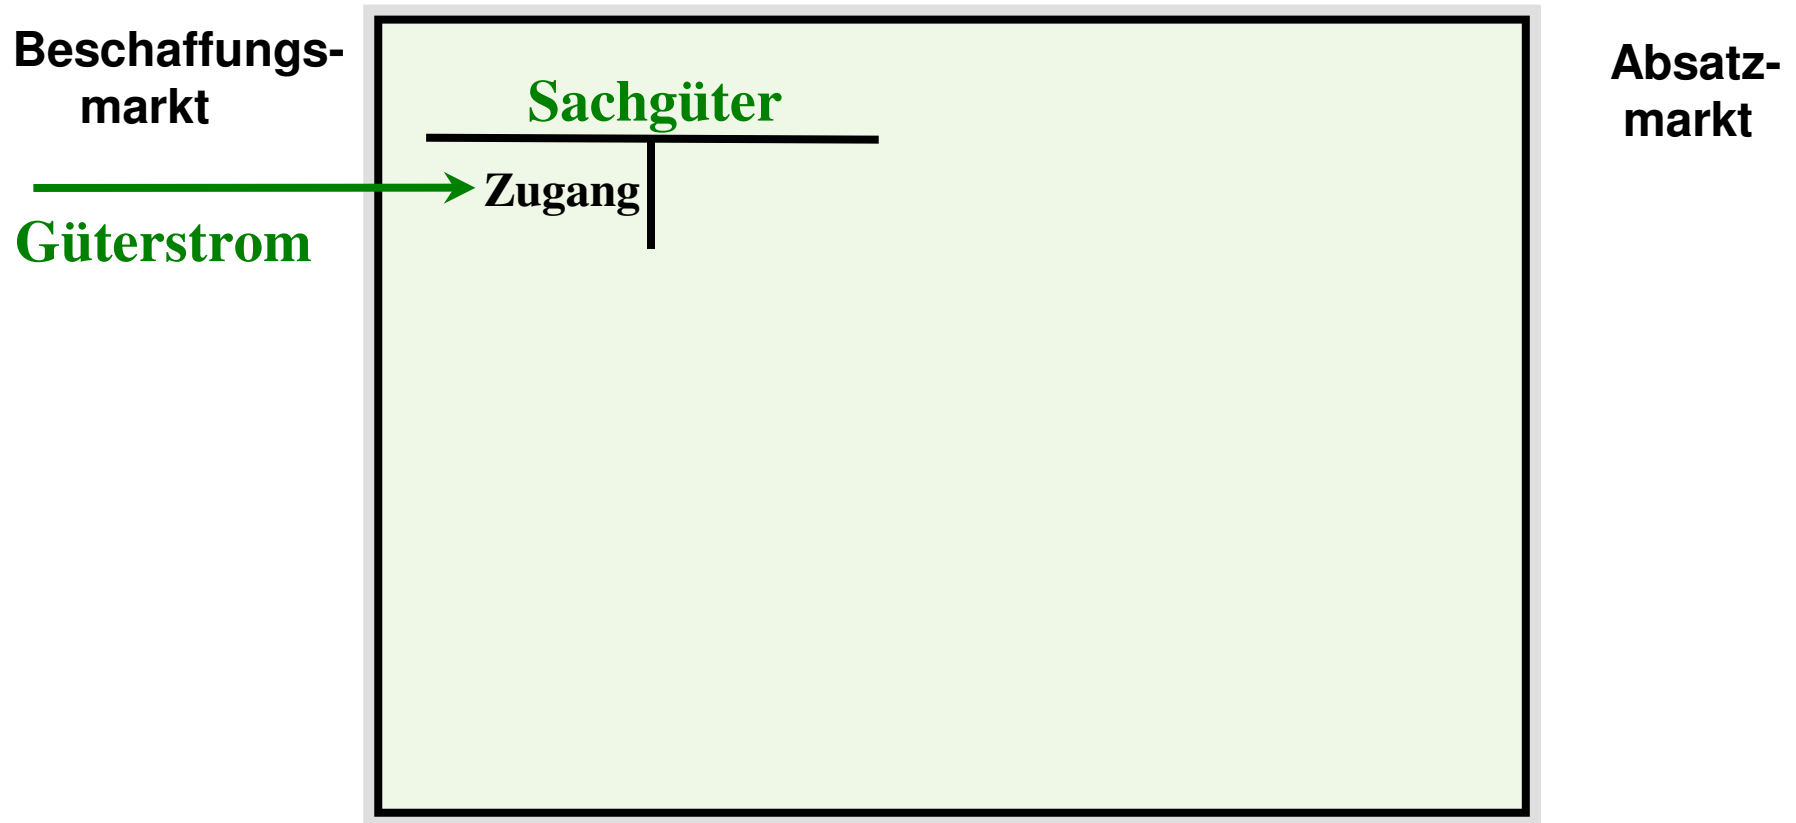 Beschaffungs-
markt
Absatz-
markt
Sachgüter
Zugang
Güterstrom